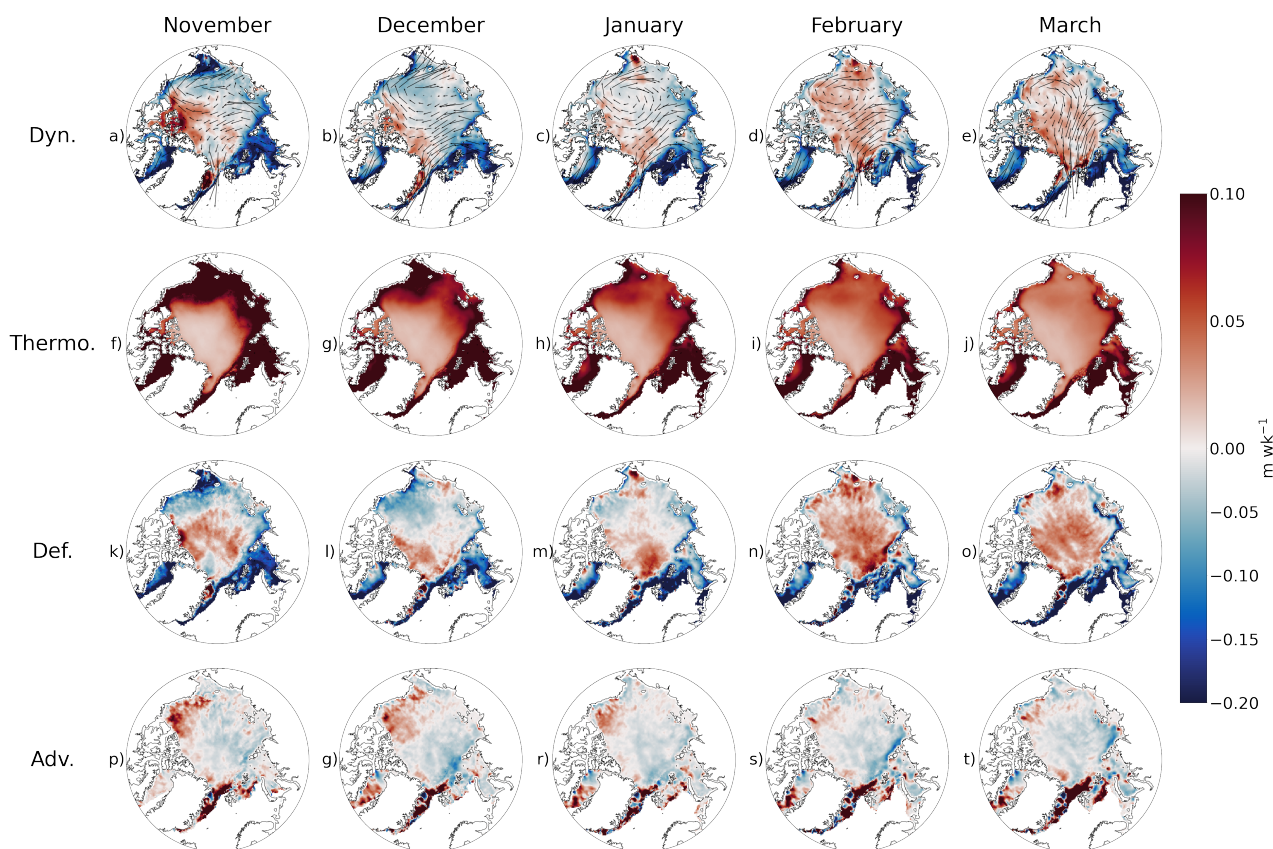 November December January February March
Dyn. a) b) c) d) e)
Thermo. f) g) h) i) j)
Def. k) l) m) n) o)
Adv. p) g) r) s) t)
0.10
0.05
0.00
−0.05
−0.10
−0.15
−0.20
m wk⁻¹